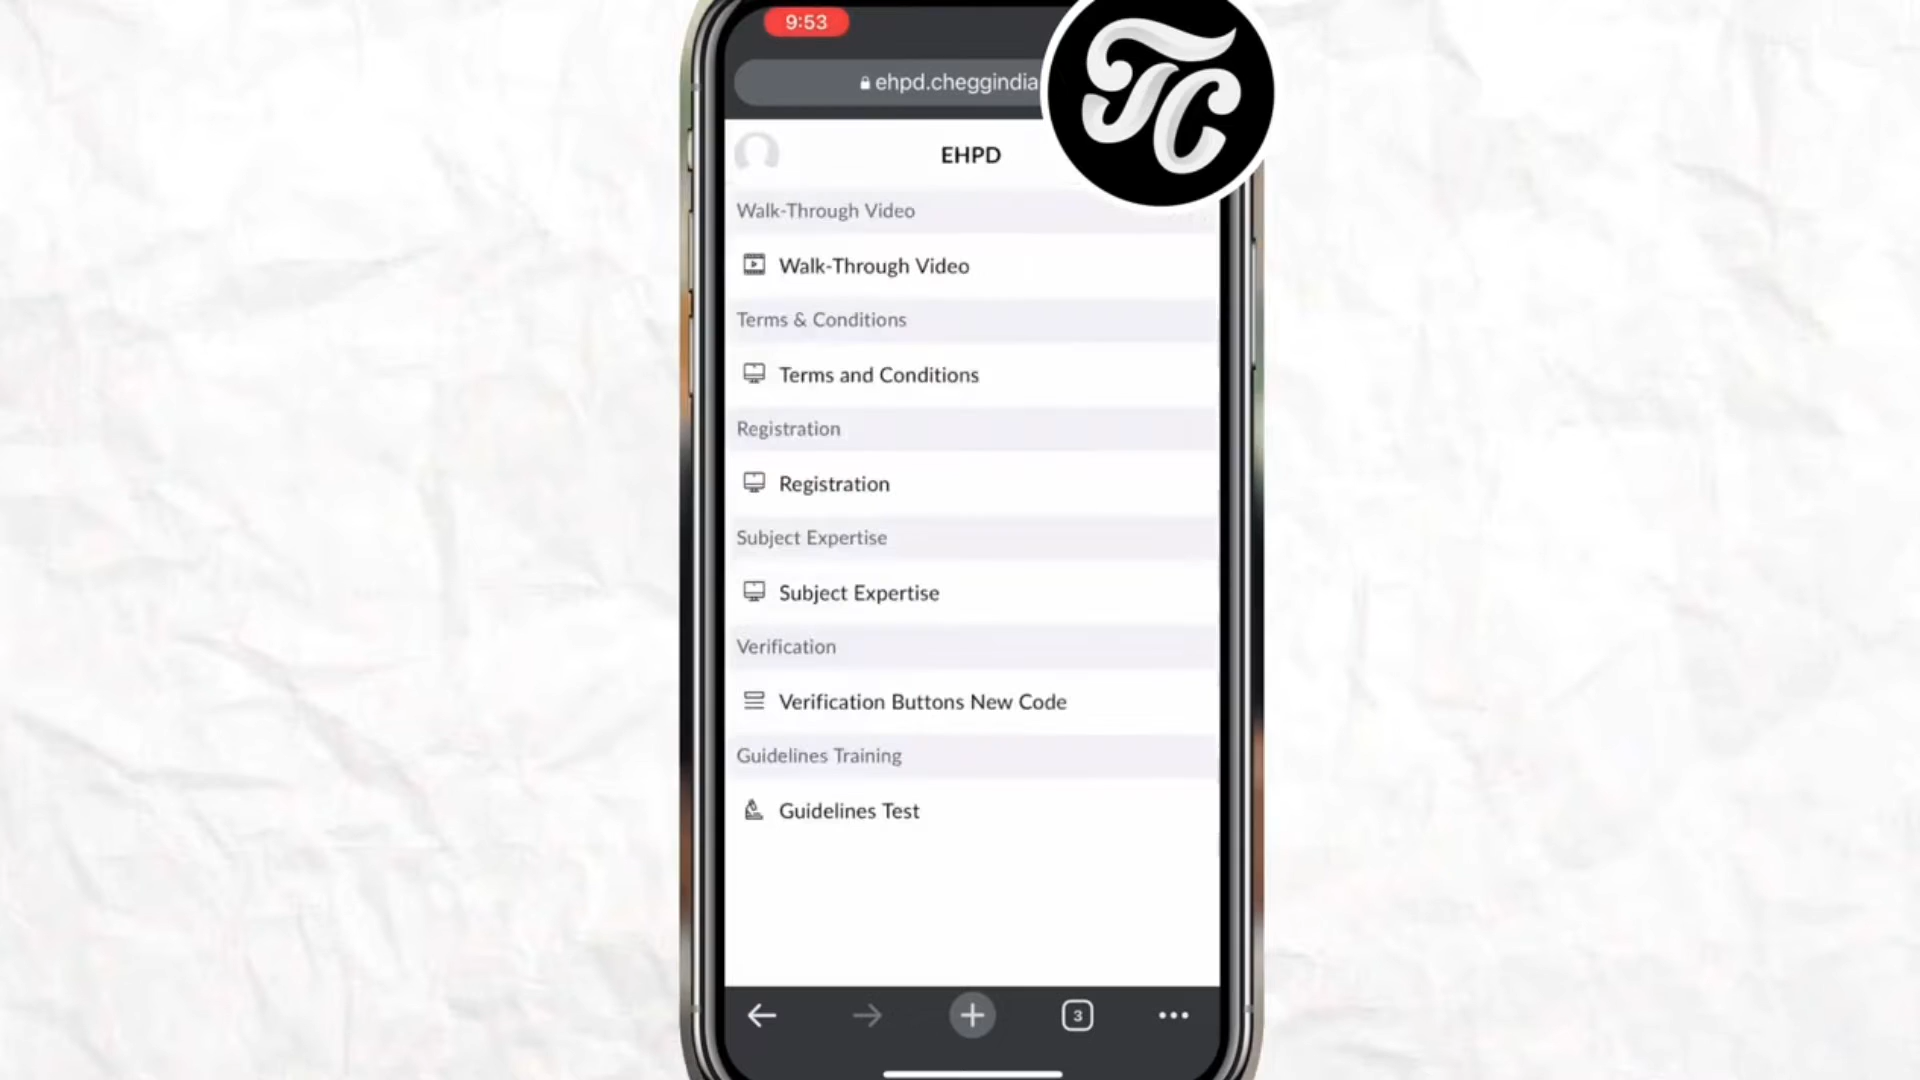 9:53
ehpd.cheggindia
TC
EHPD
Walk-Through Video
Walk-Through Video
Terms & Conditions
Terms and Conditions
Registration
Registration
Subject Expertise
Subject Expertise
Verification
Verification Buttons New Code
Guidelines Training
Guidelines Test
3